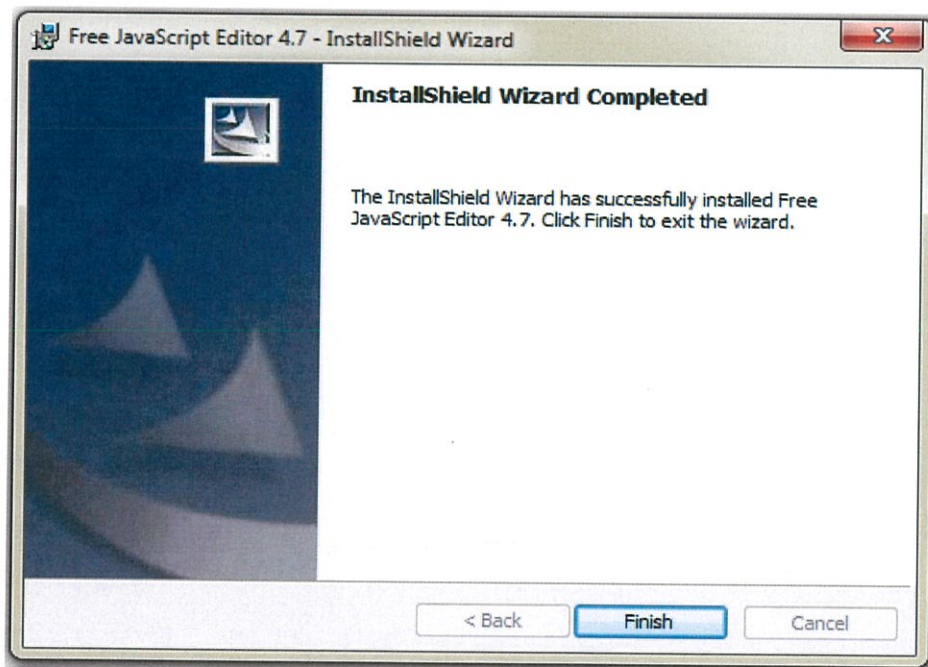 Free JavaScript Editor 4.7 - InstallShield Wizard
InstallShield Wizard Completed
The InstallShield Wizard has successfully installed Free
JavaScript Editor 4.7. Click Finish to exit the wizard.
< Back
Finish
Cancel